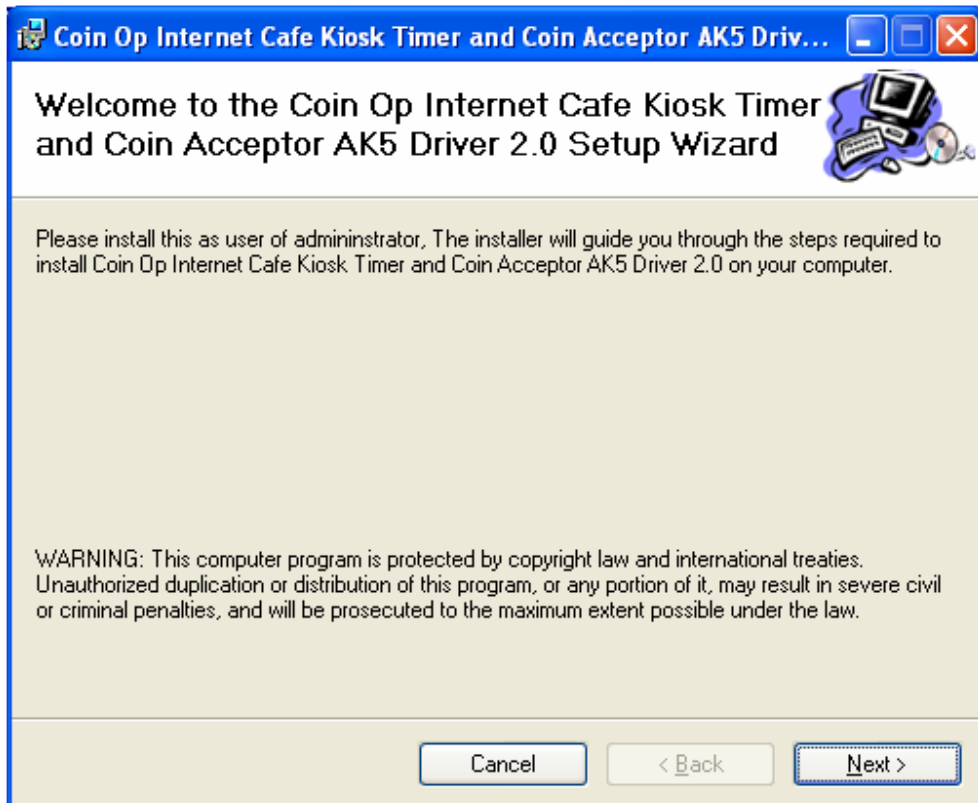 Coin Op Internet Cafe Kiosk Timer and Coin Acceptor AK5 Driv...
Welcome to the Coin Op Internet Cafe Kiosk Timer
and Coin Acceptor AK5 Driver 2.0 Setup Wizard
Please install this as user of admininstrator, The installer will guide you through the steps required to
install Coin Op Internet Cafe Kiosk Timer and Coin Acceptor AK5 Driver 2.0 on your computer.
WARNING: This computer program is protected by copyright law and international treaties.
Unauthorized duplication or distribution of this program, or any portion of it, may result in severe civil
or criminal penalties, and will be prosecuted to the maximum extent possible under the law.
Cancel
< Back
Next >